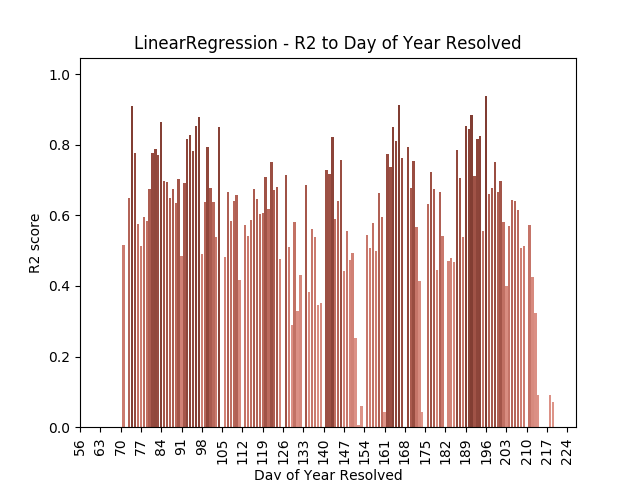 LinearRegression - R2 to Day of Year Resolved
1.0
0.8
0.6
0.4
0.2
0.0
R2 score
56 63 70 77 84 91 98 105 112 119 126 133 140 147 154 161 168 175 182 189 196 203 210 217 224
Day of Year Resolved